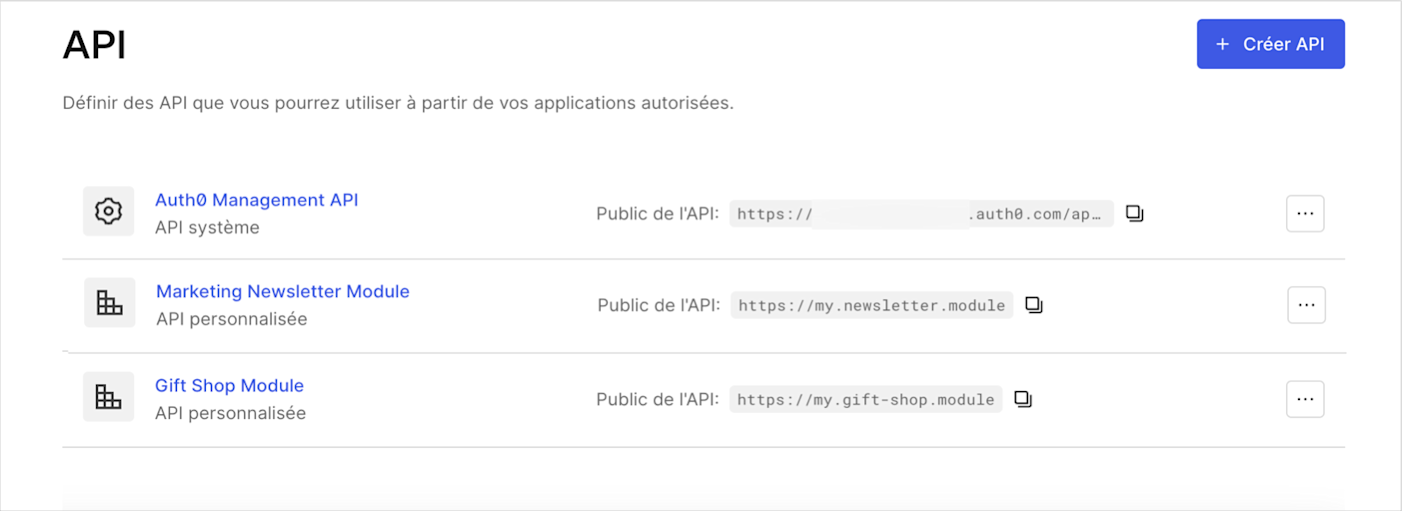 API
+ Créer API
Définir des API que vous pourrez utiliser à partir de vos applications autorisées.
Auth0 Management API
API système
Public de l'API: https:// .auth0.com/ap…
Marketing Newsletter Module
API personnalisée
Public de l'API: https://my.newsletter.module
Gift Shop Module
API personnalisée
Public de l'API: https://my.gift-shop.module